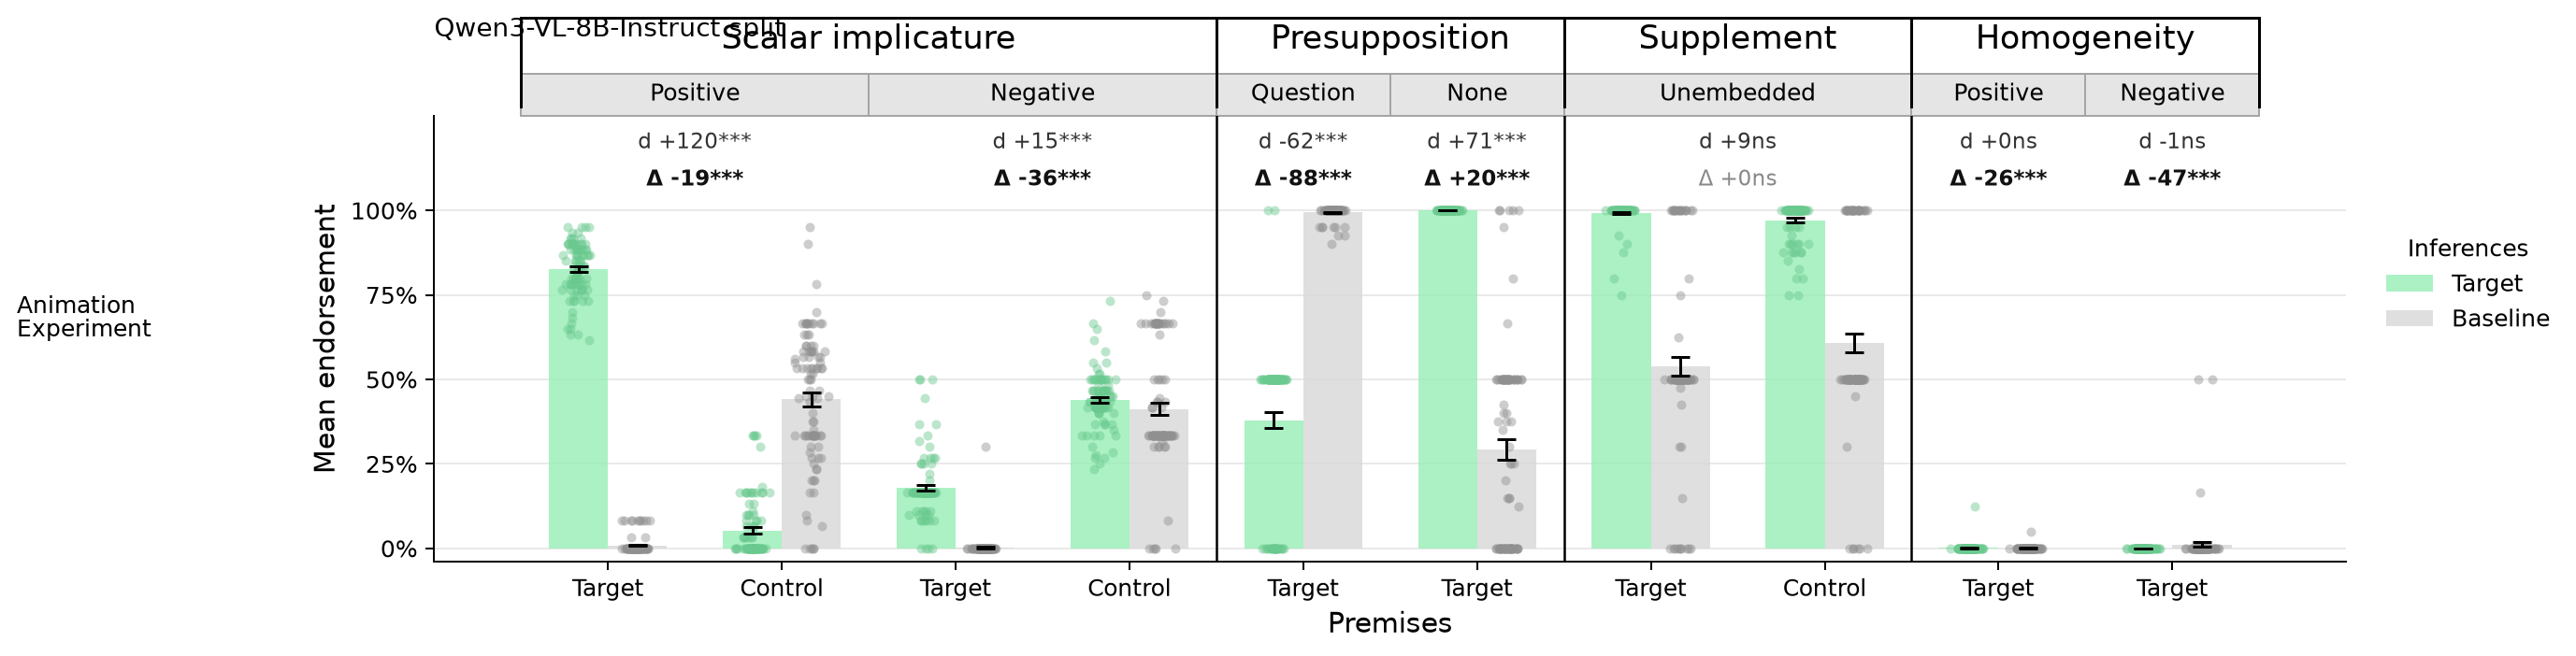 Qwen3-VL-8B-Instruct split
Scalar implicature Presupposition Supplement Homogeneity
Positive Negative Question None Unembedded Positive Negative
d +120*** d +15*** d -62*** d +71*** d +9ns d +0ns d -1ns
Δ -19*** Δ -36*** Δ -88*** Δ +20*** Δ +0ns Δ -26*** Δ -47***
Animation
Experiment
Mean endorsement
100%
75%
50%
25%
0%
Target Control Target Control Target Target Target Control Target Target
Premises
Inferences
Target
Baseline